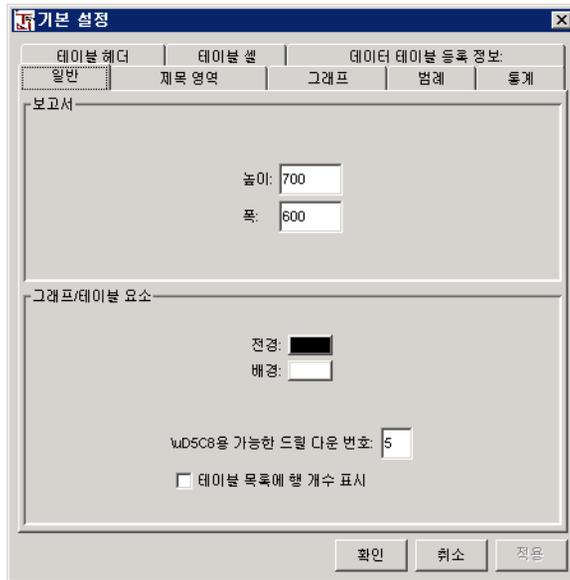 기본 설정
테이블 헤더 테이블 셀 데이터 테이블 등록 정보:
일반 제목 영역 그래프 범례 통계
보고서
높이: 700
폭: 600
그래프/테이블 요소
전경:
배경:
\uD5C8용 가능한 드릴 다운 번호: 5
테이블 목록에 행 개수 표시
확인 취소 적용